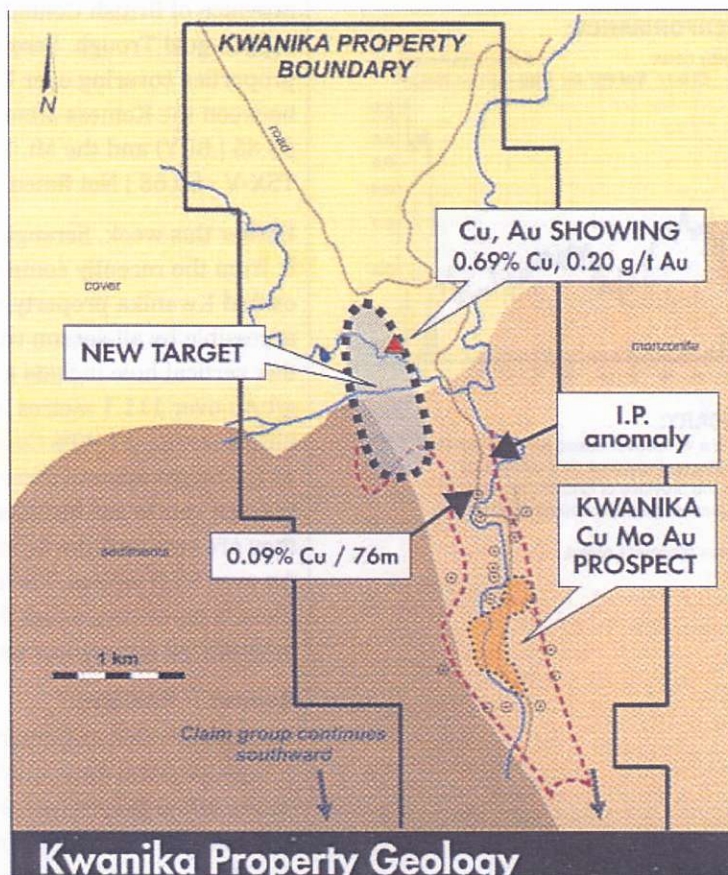 KWANIKA PROPERTY
BOUNDARY
N
road
Cu, Au SHOWING
0.69% Cu, 0.20 g/t Au
cover
NEW TARGET
monzonite
I.P.
anomaly
KWANIKA
Cu Mo Au
PROSPECT
0.09% Cu / 76m
sediments
1 km
Claim group continues
southward
Kwanika Property Geology